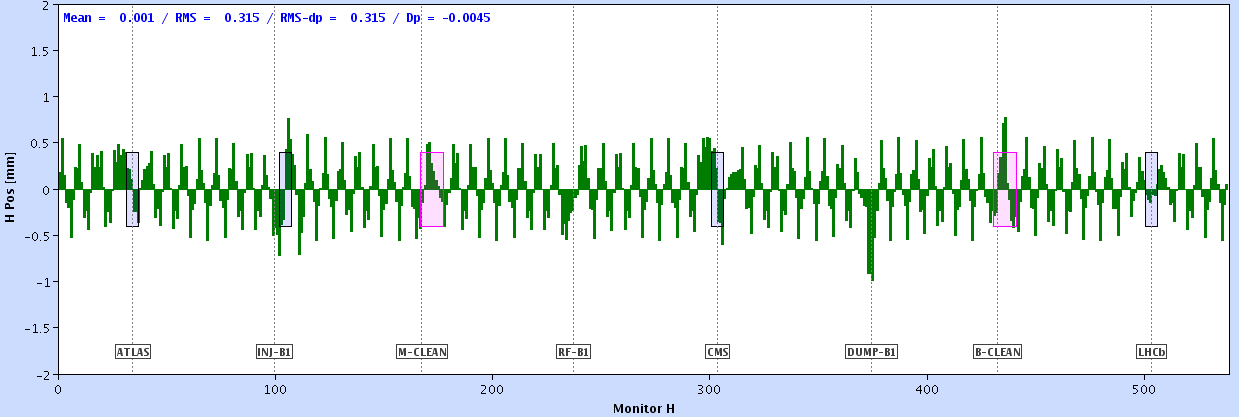 Mean = 0.001 / RMS = 0.315 / RMS-dp = 0.315 / Dp = -0.0045
H Pos [mm]
2
1.5
1
0.5
0
-0.5
-1
-1.5
-2
ATLAS INJ-B1 M-CLEAN RF-B1 CMS DUMP-B1 B-CLEAN LHCb
0 100 200 300 400 500
Monitor H